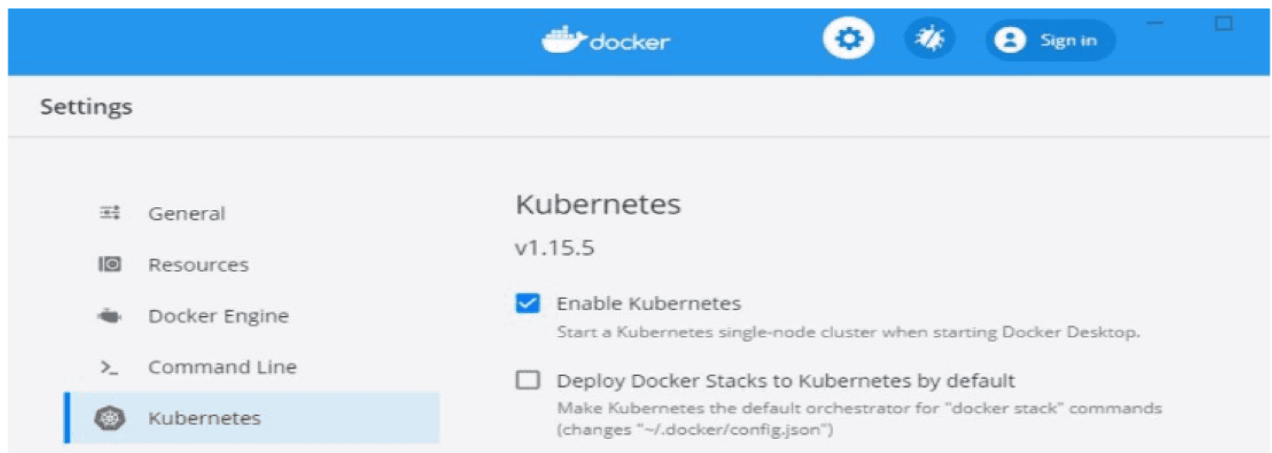 docker
Sign in
Settings
General
Resources
Docker Engine
Command Line
Kubernetes
Kubernetes
v1.15.5
Enable Kubernetes
Start a Kubernetes single-node cluster when starting Docker Desktop.
Deploy Docker Stacks to Kubernetes by default
Make Kubernetes the default orchestrator for "docker stack" commands
(changes "~/.docker/config.json")